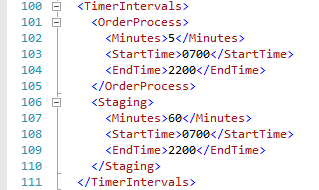 100 <TimerIntervals>
101 <OrderProcess>
102 <Minutes>5</Minutes>
103 <StartTime>0700</StartTime>
104 <EndTime>2200</EndTime>
105 </OrderProcess>
106 <Staging>
107 <Minutes>60</Minutes>
108 <StartTime>0700</StartTime>
109 <EndTime>2200</EndTime>
110 </Staging>
111 </TimerIntervals>